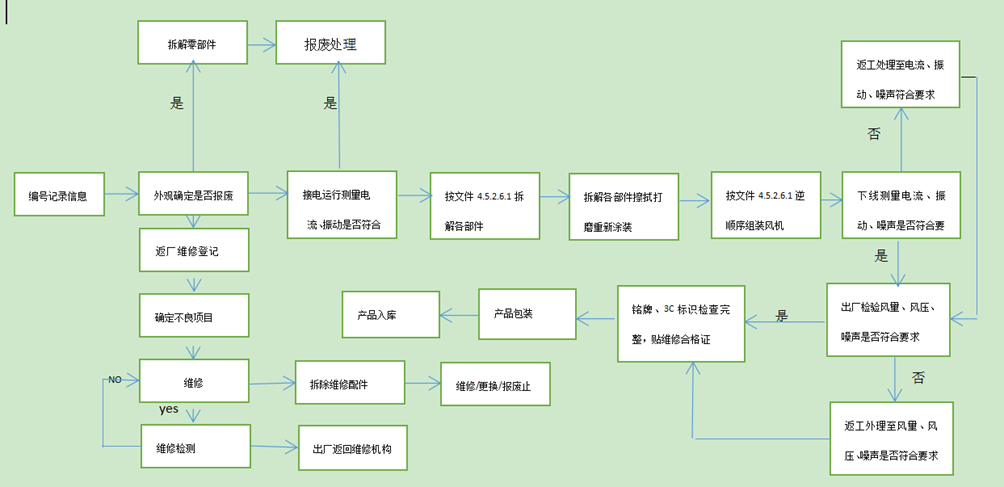 拆解零部件
报废处理
返工处理至电流、振
动、噪声符合要求
是
是
否
编号记录信息
外观确定是否报废
接电运行测量电
流、振动是否符合
按文件 4.5.2.6.1 拆
解各部件
拆解各部件擦拭打
磨重新涂装
按文件 4.5.2.6.1 逆
顺序组装风机
下线测量电流、振
动、噪声是否符合要
返厂维修登记
是
确定不良项目
产品入库
产品包装
铭牌、3C 标识检查完
整，贴维修合格证
是
出厂检验风量、风压、
噪声是否符合要求
NO
维修
拆除维修配件
维修/更换/报废止
否
yes
维修检测
出厂返回维修机构
返工处理至风量、风
压、噪声是否符合要求